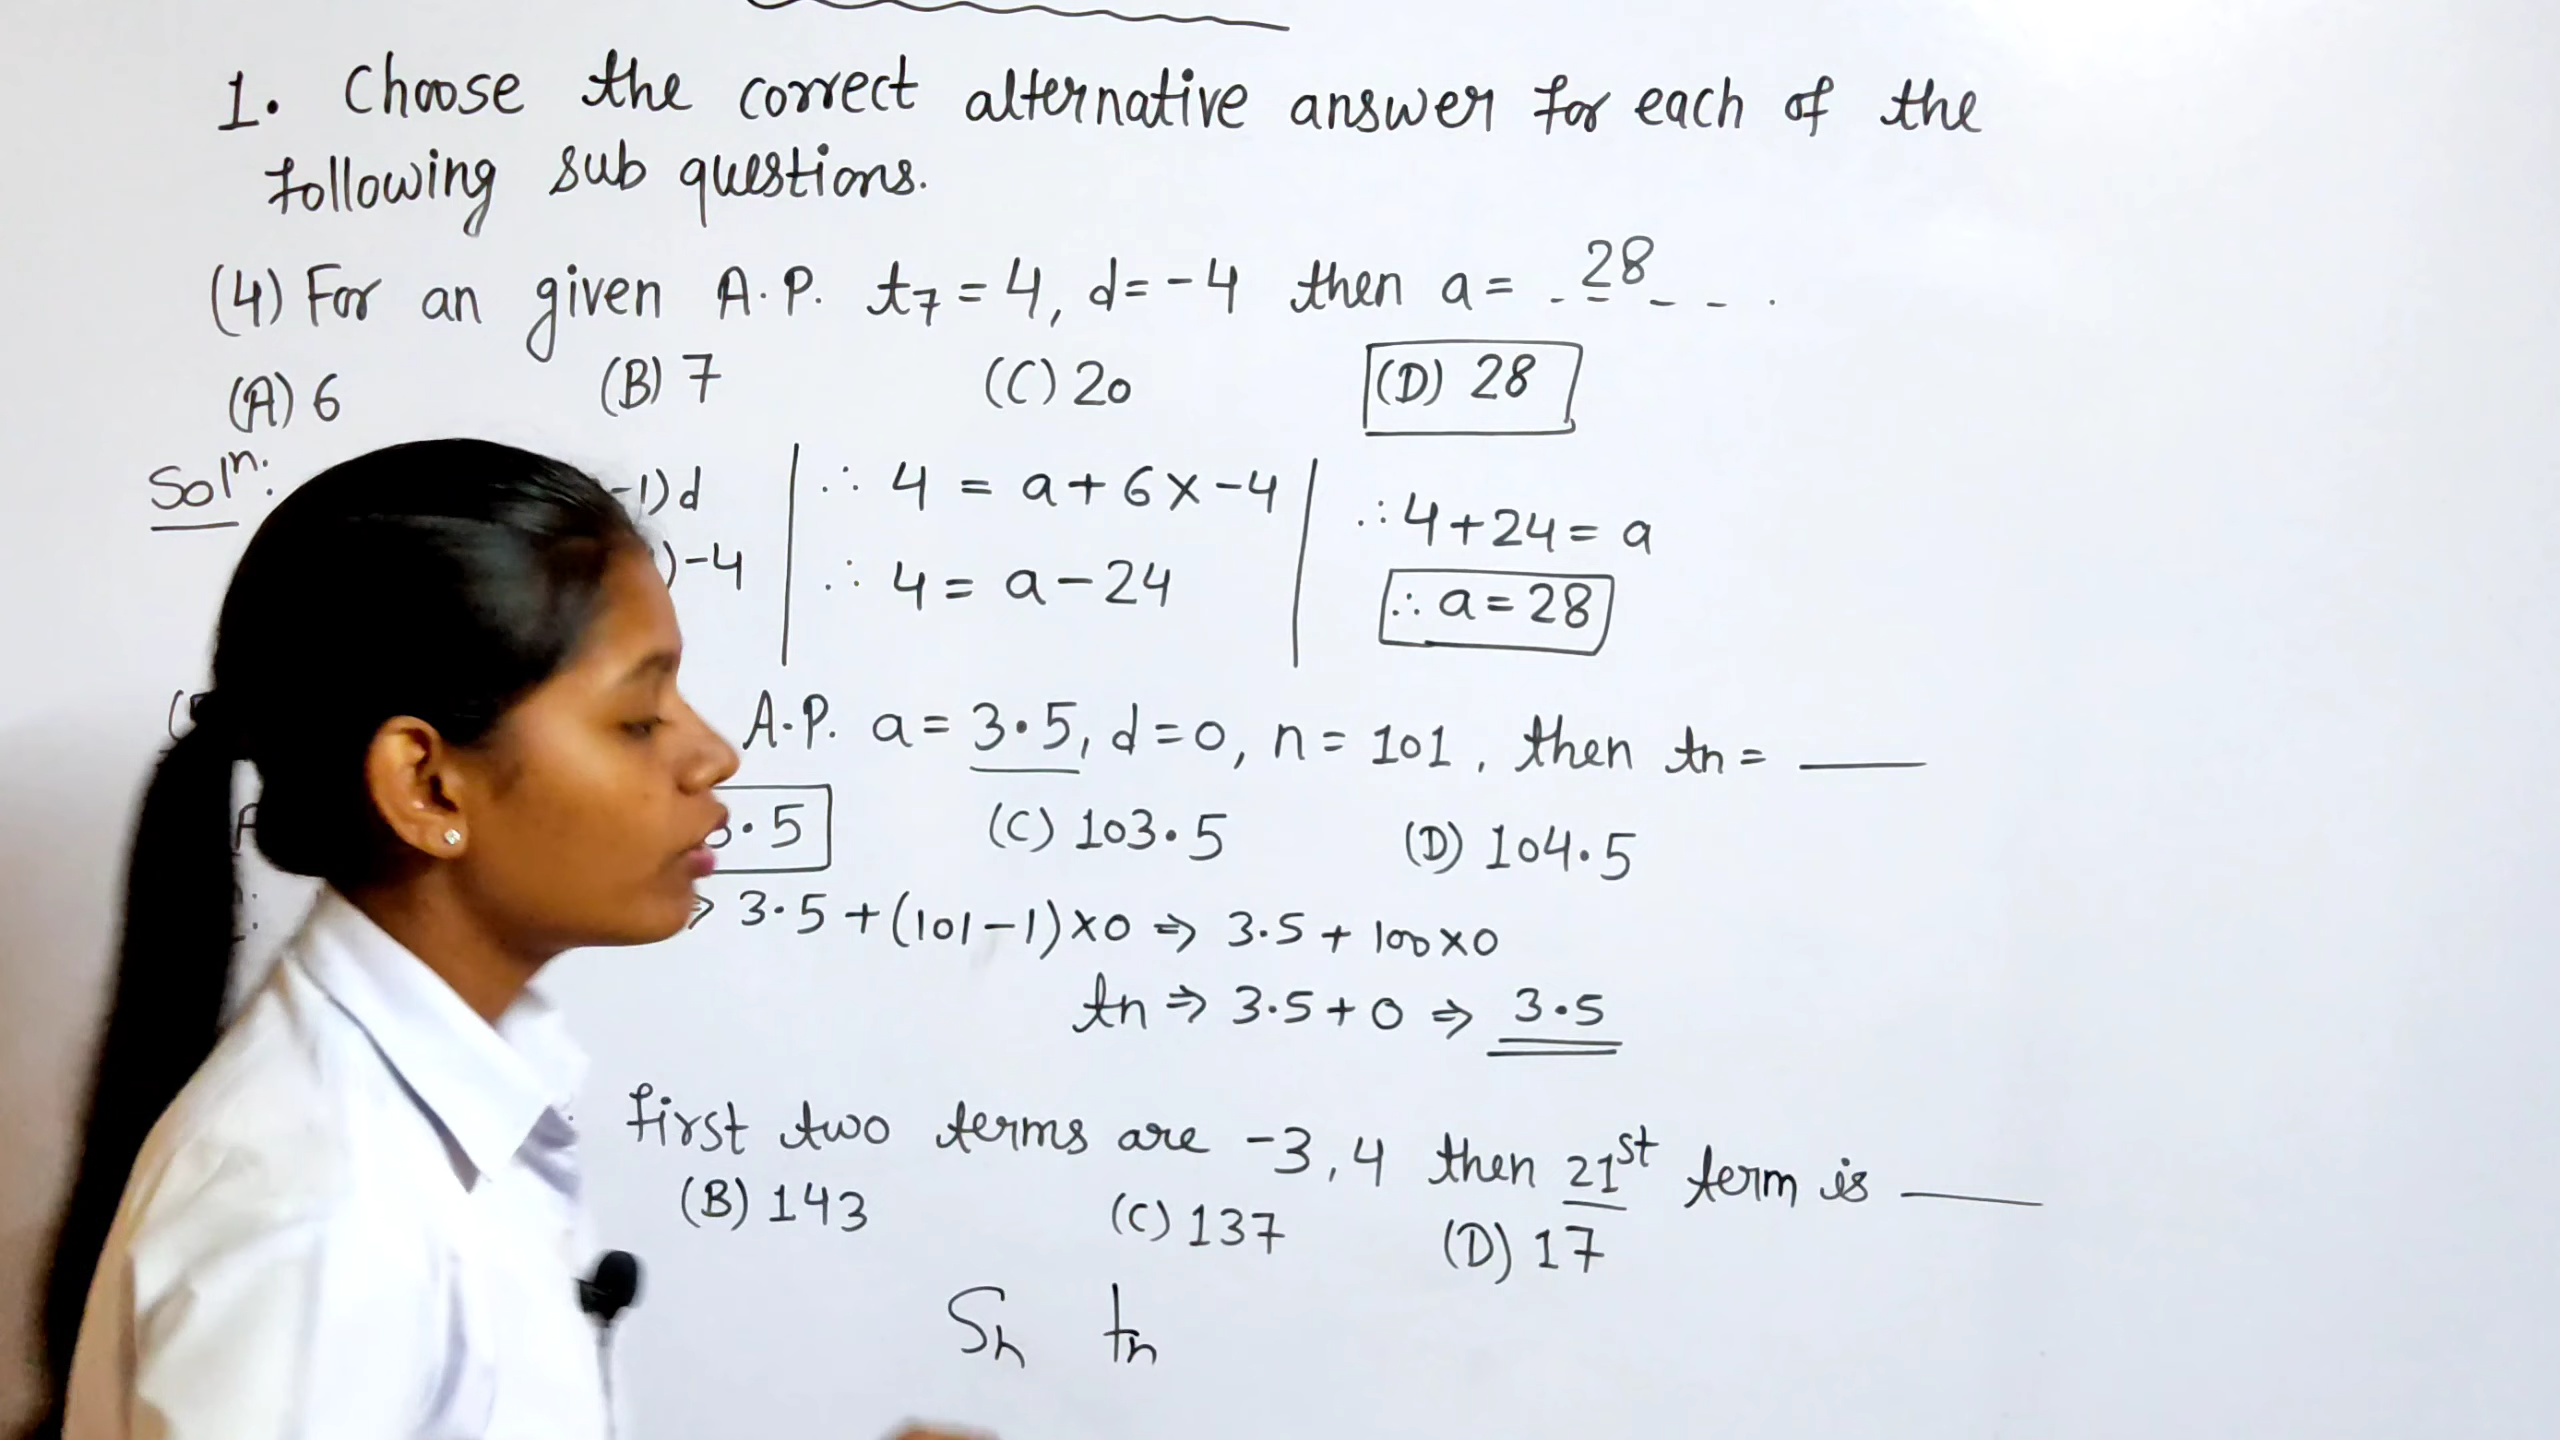 1. Choose the correct alternative answer for each of the
following sub questions.
(4) For an given A.P. t₇ = 4, d = -4 then a = - - 28 - - .
(A) 6 (B) 7 (C) 20 (D) 28
Solⁿ: -1)d ∴ 4 = a + 6 x -4 ∴ 4 + 24 = a
)-4 ∴ 4 = a - 24 ∴ a = 28
A.P. a = 3.5, d = 0, n = 101, then tn = ___
.5 (C) 103.5 (D) 104.5
⇒ 3.5 + (101 - 1) x 0 ⇒ 3.5 + 100 x 0
tn ⇒ 3.5 + 0 ⇒ 3.5
first two terms are -3, 4 then 21st term is ___
(B) 143 (C) 137 (D) 17
Sn tn